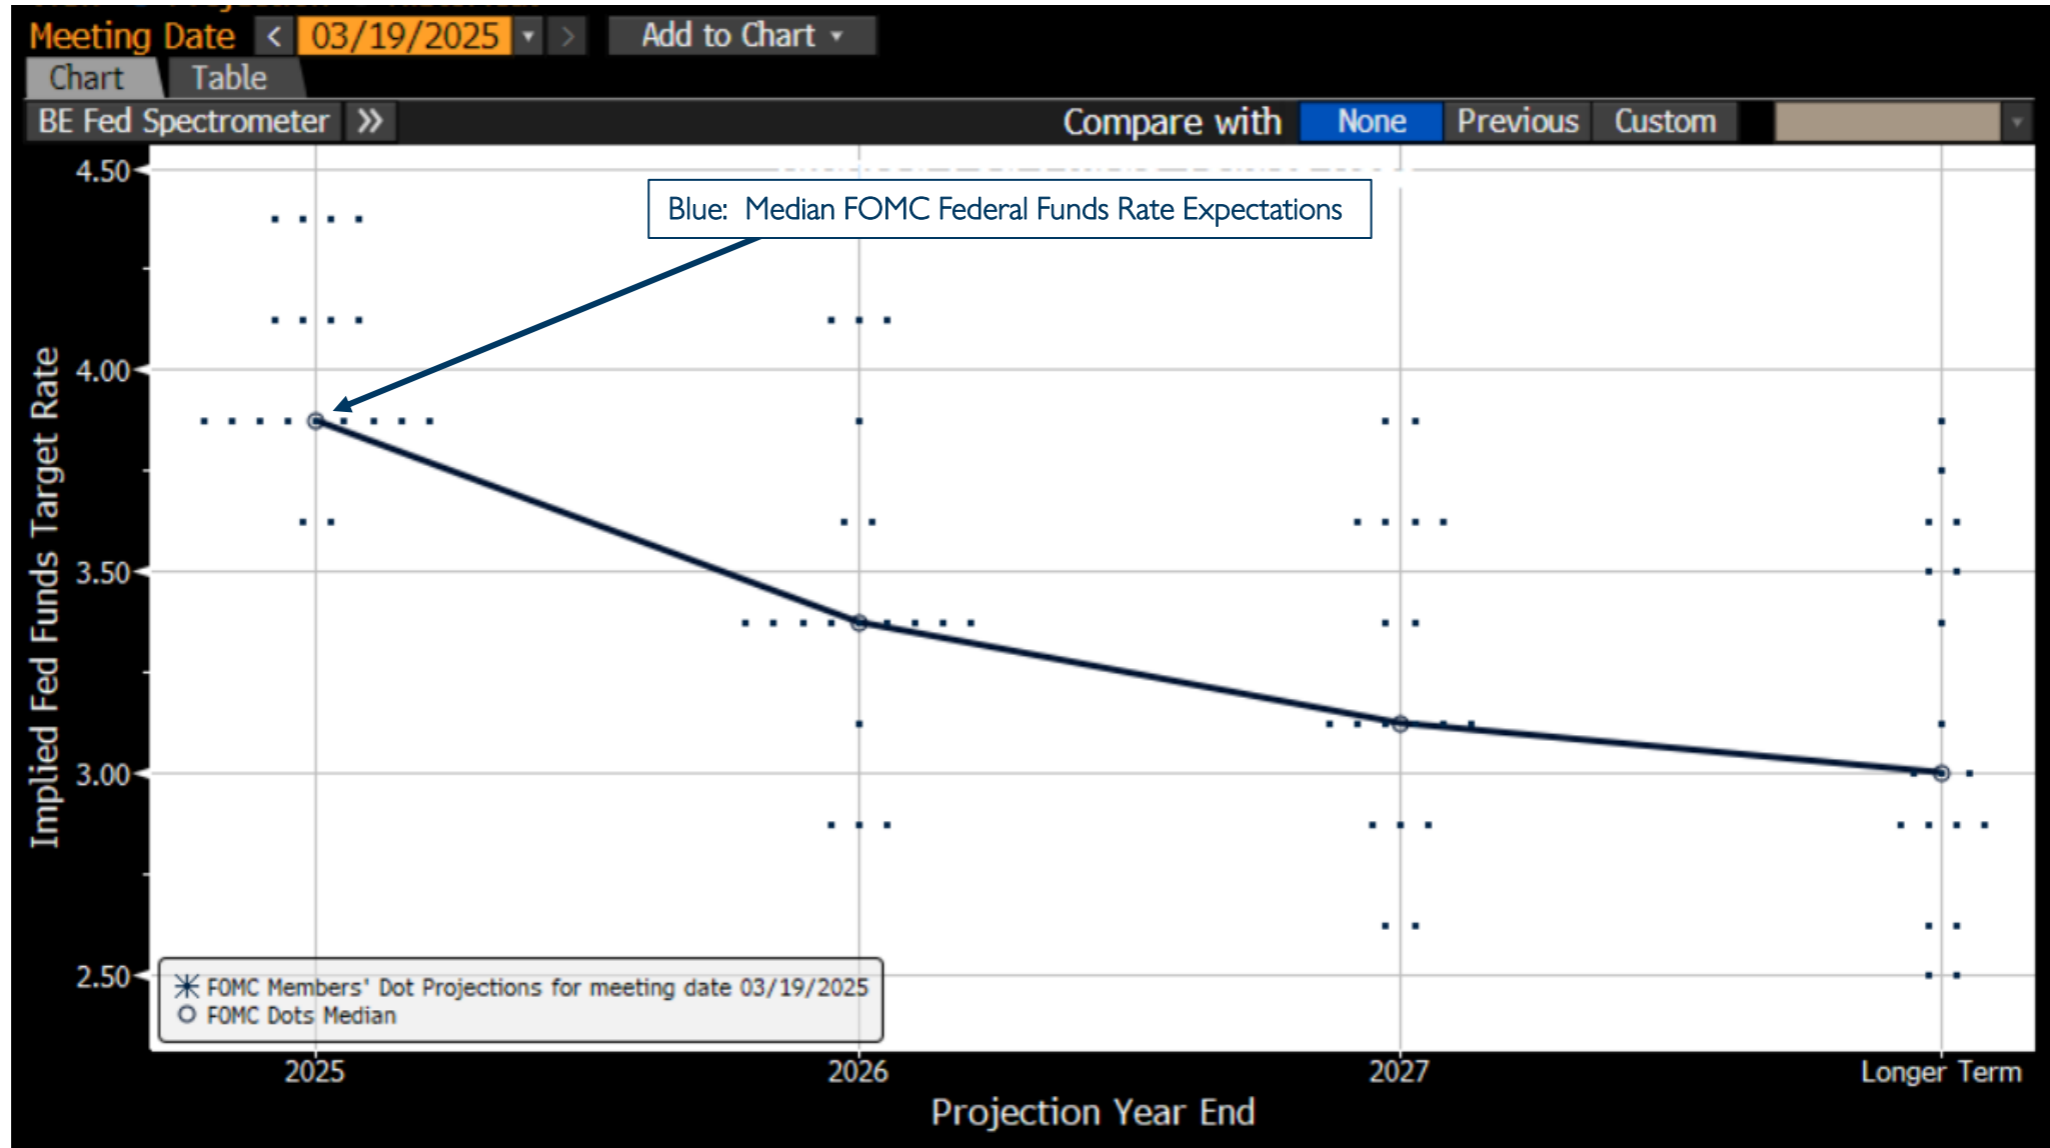 Meeting Date < 03/19/2025 > Add to Chart
Chart Table
BE Fed Spectrometer >> Compare with None Previous Custom
4.50
Blue: Median FOMC Federal Funds Rate Expectations
4.00
3.50
3.00
2.50
Implied Fed Funds Target Rate
FOMC Members' Dot Projections for meeting date 03/19/2025
FOMC Dots Median
2025 2026 2027 Longer Term
Projection Year End